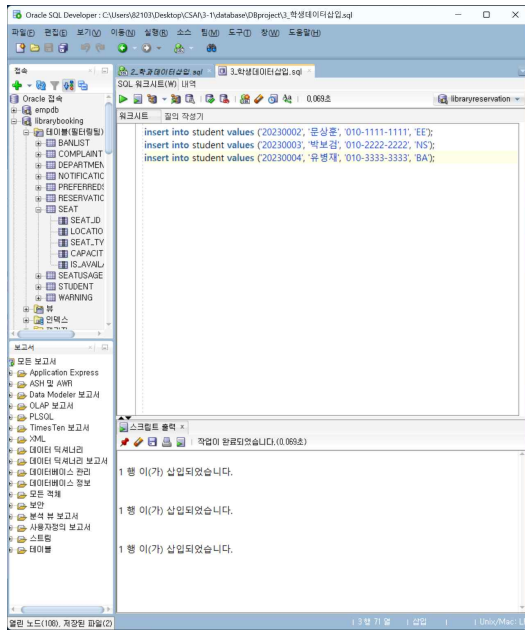 Oracle SQL Developer : C:\Users\82103\Desktop\CSAI\3-1\database\DBproject\3_학생데이터삽입.sql
파일(F) 편집(E) 보기(V) 이동(N) 실행(R) 소스 팀(M) 도구(T) 창(W) 도움말(H)
접속
Oracle 접속
empdb
librarybooking
테이블(필터링됨)
BANLIST
COMPLAINT
DEPARTMEN
NOTIFICATIC
PREFERREDS
RESERVATIC
SEAT
SEAT_ID
LOCATIO
SEAT_TY
CAPACIT
IS_AVAIL
SEATUSAGE
STUDENT
WARNING
뷰
인덱스
보고서
모든 보고서
Application Express
ASH 및 AWR
Data Modeler 보고서
OLAP 보고서
PLSQL
TimesTen 보고서
XML
데이터 딕셔너리
데이터 딕셔너리 보고서
데이터베이스 관리
데이터베이스 정보
모든 객체
보안
분석 뷰 보고서
사용자정의 보고서
스트림
테이블
2_학과데이터삽입.sql
3_학생데이터삽입.sql
SQL 워크시트(W) 내역
0,069초
libraryreservation
워크시트 질의 작성기
insert into student values ('20230002', '문상훈', '010-1111-1111', 'EE');
insert into student values ('20230003', '박보검', '010-2222-2222', 'NS');
insert into student values ('20230004', '유병재', '010-3333-3333', 'BA');
스크립트 출력 x
작업이 완료되었습니다.(0,069초)
1 행 이(가) 삽입되었습니다.
1 행 이(가) 삽입되었습니다.
1 행 이(가) 삽입되었습니다.
열린 노드(108), 저장된 파일(2)
3 행 71 열 삽입 Unix/Mac: L